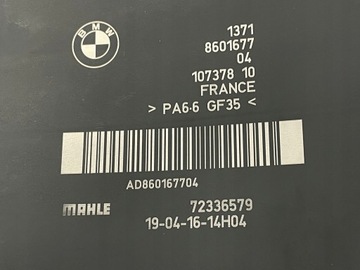 BMW
1371
8601677
04
107378 10
FRANCE
> PA6·6 GF35 <
AD860167704
MAHLE
72336579
19-04-16-14H04